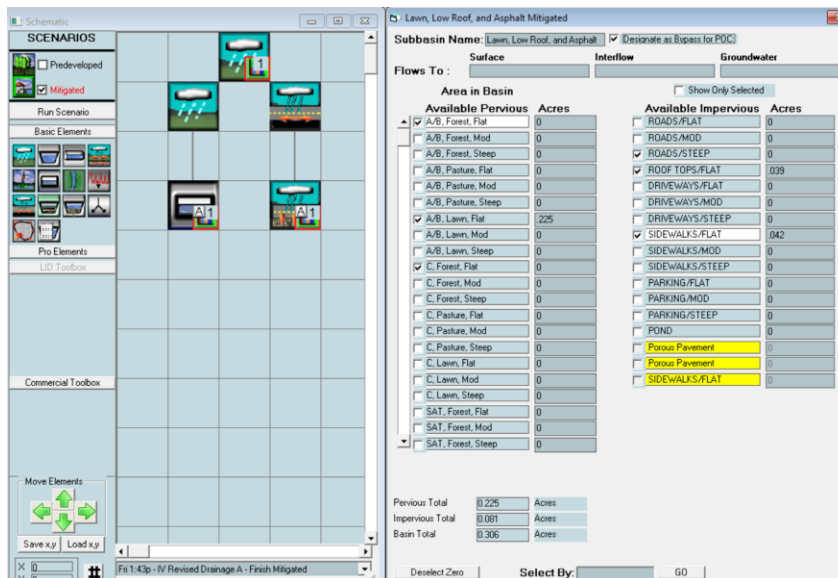 Schematic
SCENARIOS
Predeveloped
Mitigated
Run Scenario
Basic Elements
Pro Elements
LID Toolbox
Commercial Toolbox
Move Elements
Save x,y Load x,y
X 0
1
A 1
A 1
Fri 1:43p - IV Revised Drainage A - Finish Mitigated
Lawn, Low Roof, and Asphalt Mitigated
Subbasin Name: Lawn, Low Roof, and Asphalt Designate as Bypass for POC:
Surface Interflow Groundwater
Flows To :
Area in Basin Show Only Selected
Available Pervious Acres Available Impervious Acres
A/B, Forest, Flat 0 ROADS/FLAT 0
A/B, Forest, Mod 0 ROADS/MOD 0
A/B, Forest, Steep 0 ROADS/STEEP 0
A/B, Pasture, Flat 0 ROOF TOPS/FLAT .039
A/B, Pasture, Mod 0 DRIVEWAYS/FLAT 0
A/B, Pasture, Steep 0 DRIVEWAYS/MOD 0
A/B, Lawn, Flat .225 DRIVEWAYS/STEEP 0
A/B, Lawn, Mod 0 SIDEWALKS/FLAT .042
A/B, Lawn, Steep 0 SIDEWALKS/MOD 0
C, Forest, Flat 0 SIDEWALKS/STEEP 0
C, Forest, Mod 0 PARKING/FLAT 0
C, Forest, Steep 0 PARKING/MOD 0
C, Pasture, Flat 0 PARKING/STEEP 0
C, Pasture, Mod 0 POND 0
C, Pasture, Steep 0 Porous Pavement 0
C, Lawn, Flat 0 Porous Pavement 0
C, Lawn, Mod 0 SIDEWALKS/FLAT 0
C, Lawn, Steep 0
SAT, Forest, Flat 0
SAT, Forest, Mod 0
SAT, Forest, Steep 0
Pervious Total 0.225 Acres
Impervious Total 0.081 Acres
Basin Total 0.306 Acres
Deselect Zero Select By: GO